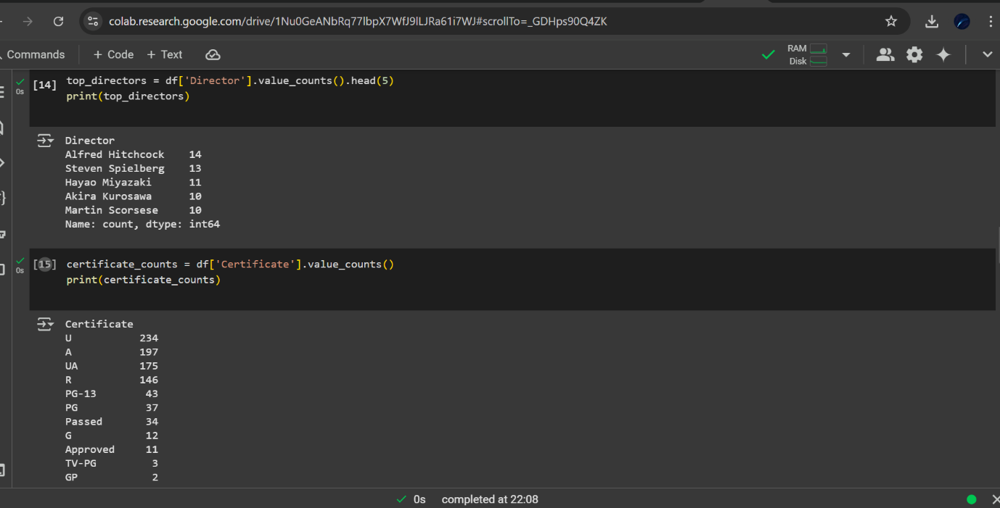 colab.research.google.com/drive/1Nu0GeANbRq77lbpX7WfJ9lLJRa61i7WJ#scrollTo=_GDHps90Q4ZK
Commands + Code + Text
RAM
Disk
[14] top_directors = df['Director'].value_counts().head(5)
0s
print(top_directors)
Director
Alfred Hitchcock 14
Steven Spielberg 13
Hayao Miyazaki 11
Akira Kurosawa 10
Martin Scorsese 10
Name: count, dtype: int64
[15] certificate_counts = df['Certificate'].value_counts()
0s
print(certificate_counts)
Certificate
U 234
A 197
UA 175
R 146
PG-13 43
PG 37
Passed 34
G 12
Approved 11
TV-PG 3
GP 2
0s completed at 22:08